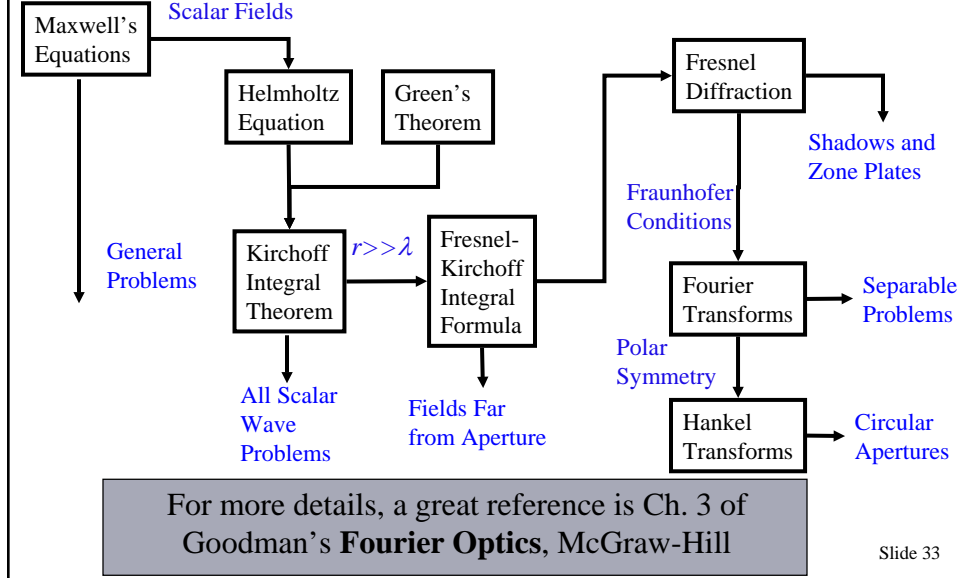 Scalar Fields
Maxwell's
Equations
Helmholtz
Equation
Green's
Theorem
Fresnel
Diffraction
Shadows and
Zone Plates
Fraunhofer
Conditions
General
Problems
Kirchoff
Integral
Theorem
r>>λ
Fresnel-
Kirchoff
Integral
Formula
Fourier
Transforms
Separable
Problems
Polar
Symmetry
All Scalar
Wave
Problems
Fields Far
from Aperture
Hankel
Transforms
Circular
Apertures
For more details, a great reference is Ch. 3 of
Goodman's Fourier Optics, McGraw-Hill
Slide 33